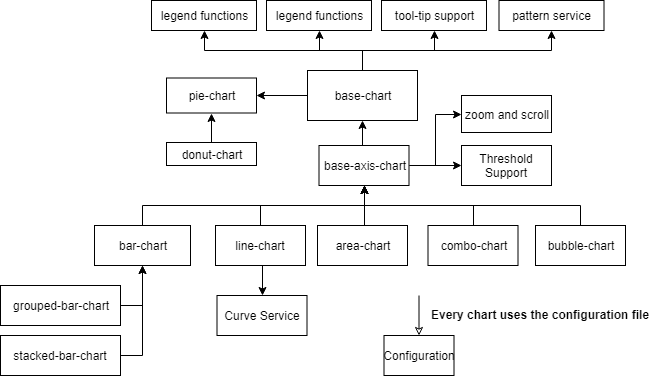 legend functions
legend functions
tool-tip support
pattern service
pie-chart
base-chart
zoom and scroll
donut-chart
base-axis-chart
Threshold
Support
bar-chart
line-chart
area-chart
combo-chart
bubble-chart
grouped-bar-chart
Curve Service
Every chart uses the configuration file
stacked-bar-chart
Configuration